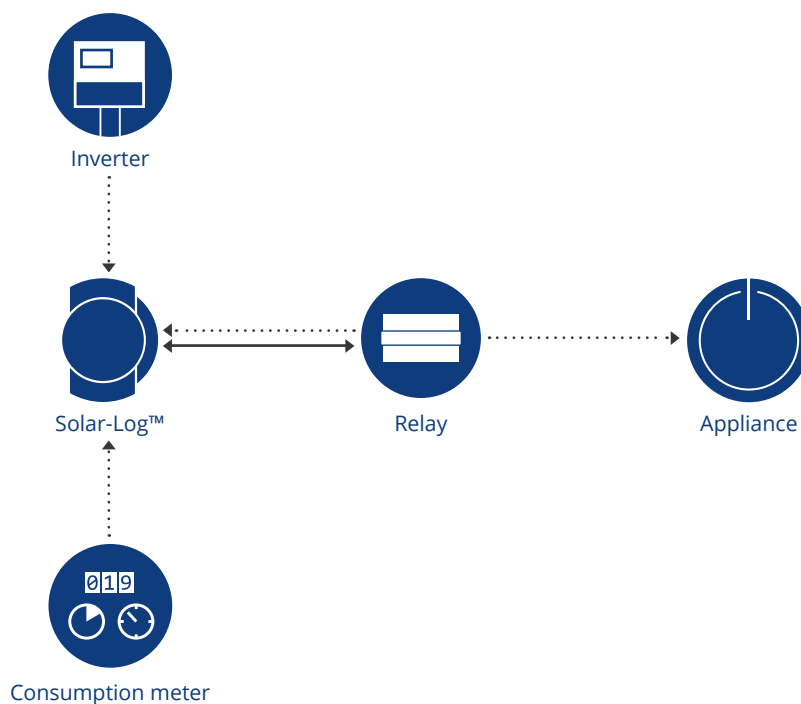 Inverter
Solar-Log™
Relay
Appliance
019
Consumption meter